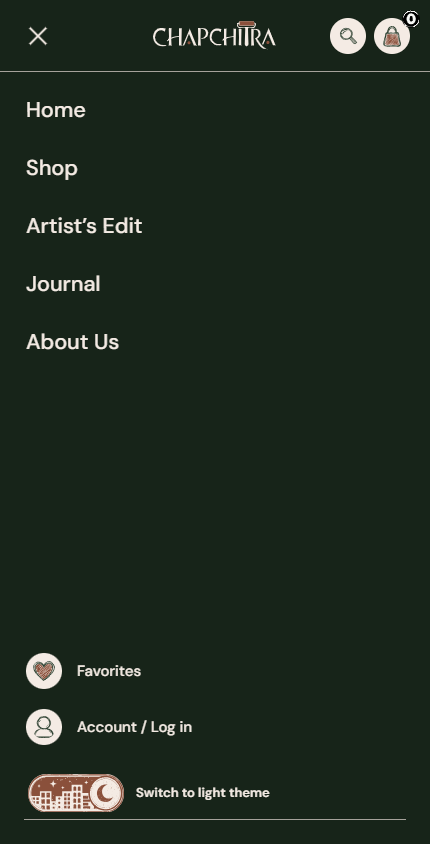 CHAPCHITRA
0
Home
Shop
Artist’s Edit
Journal
About Us
Favorites
Account / Log in
Switch to light theme